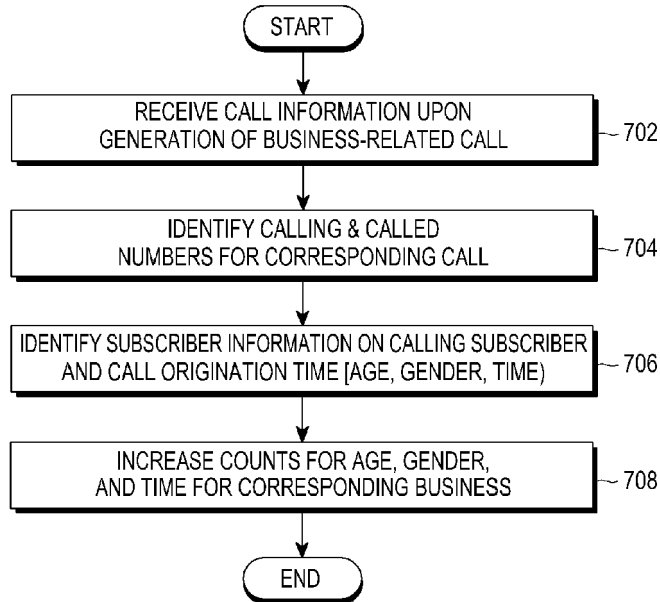 START
RECEIVE CALL INFORMATION UPON
GENERATION OF BUSINESS-RELATED CALL
702
IDENTIFY CALLING & CALLED
NUMBERS FOR CORRESPONDING CALL
704
IDENTIFY SUBSCRIBER INFORMATION ON CALLING SUBSCRIBER
AND CALL ORIGINATION TIME [AGE, GENDER, TIME)
706
INCREASE COUNTS FOR AGE, GENDER,
AND TIME FOR CORRESPONDING BUSINESS
708
END